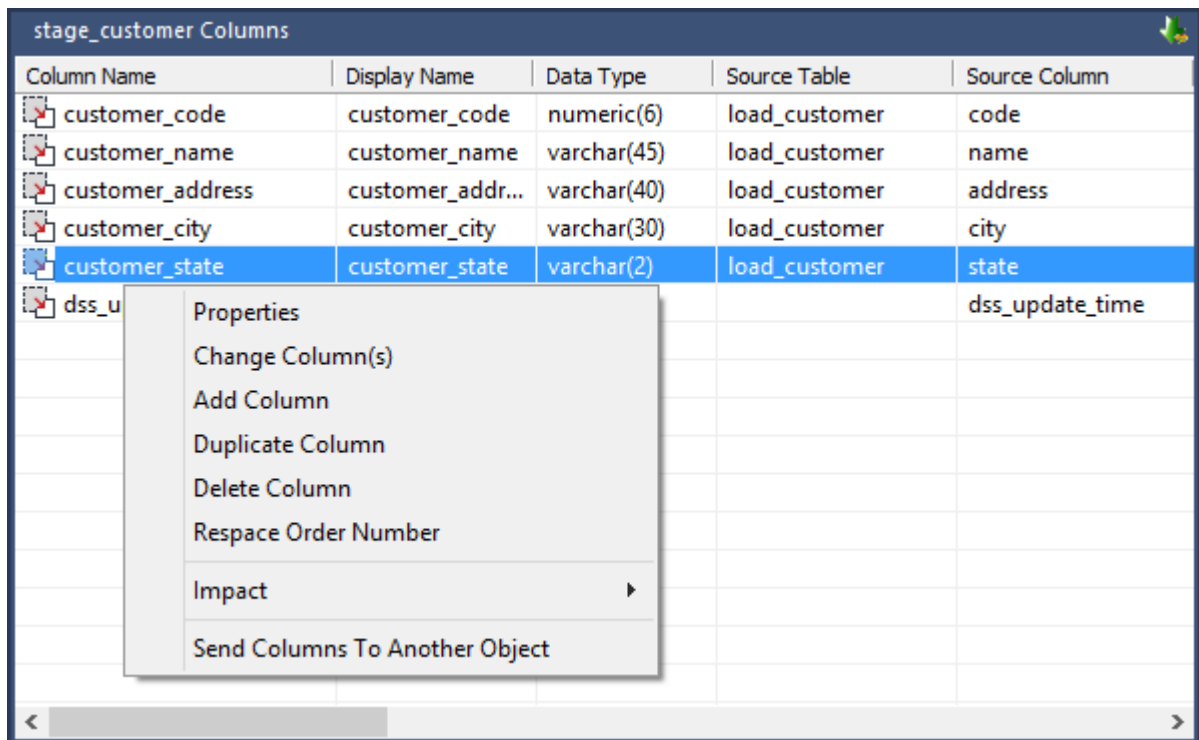 stage_customer Columns
Column Name Display Name Data Type Source Table Source Column
customer_code customer_code numeric(6) load_customer code
customer_name customer_name varchar(45) load_customer name
customer_address customer_addr... varchar(40) load_customer address
customer_city customer_city varchar(30) load_customer city
customer_state customer_state varchar(2) load_customer state
dss_u dss_update_time
Properties
Change Column(s)
Add Column
Duplicate Column
Delete Column
Respace Order Number
Impact
Send Columns To Another Object